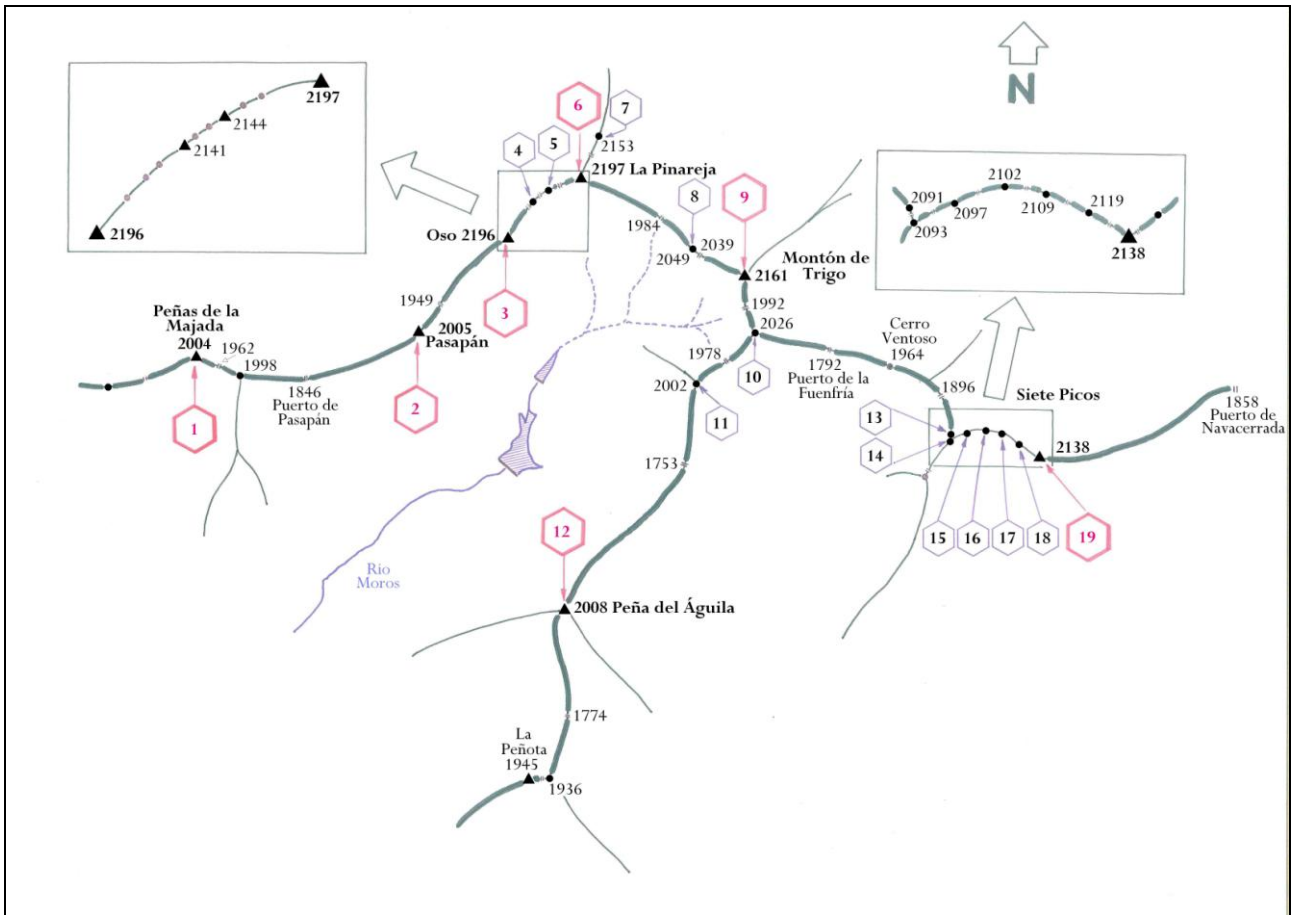 N
2197
2144
2141
2196
6
7
2153
4
5
2197 La Pinareja
8
9
1984
2039
2049
Oso 2196
3
Montón de
Trigo
2161
2102
2091
2097
2109
2119
2093
2138
1949
Peñas de la
Majada
2004
1962
1998
2005
Pasapán
1846
Puerto de
Pasapán
1
2
1992
2026
1978
2002
10
11
1792
Puerto de la
Fuenfría
Cerro
Ventoso
1964
1896
Siete Picos
13
14
2138
1858
Puerto de
Navacerrada
15
16
17
18
19
1753
12
Río
Moros
2008 Peña del Águila
1774
La
Peñota
1945
1936